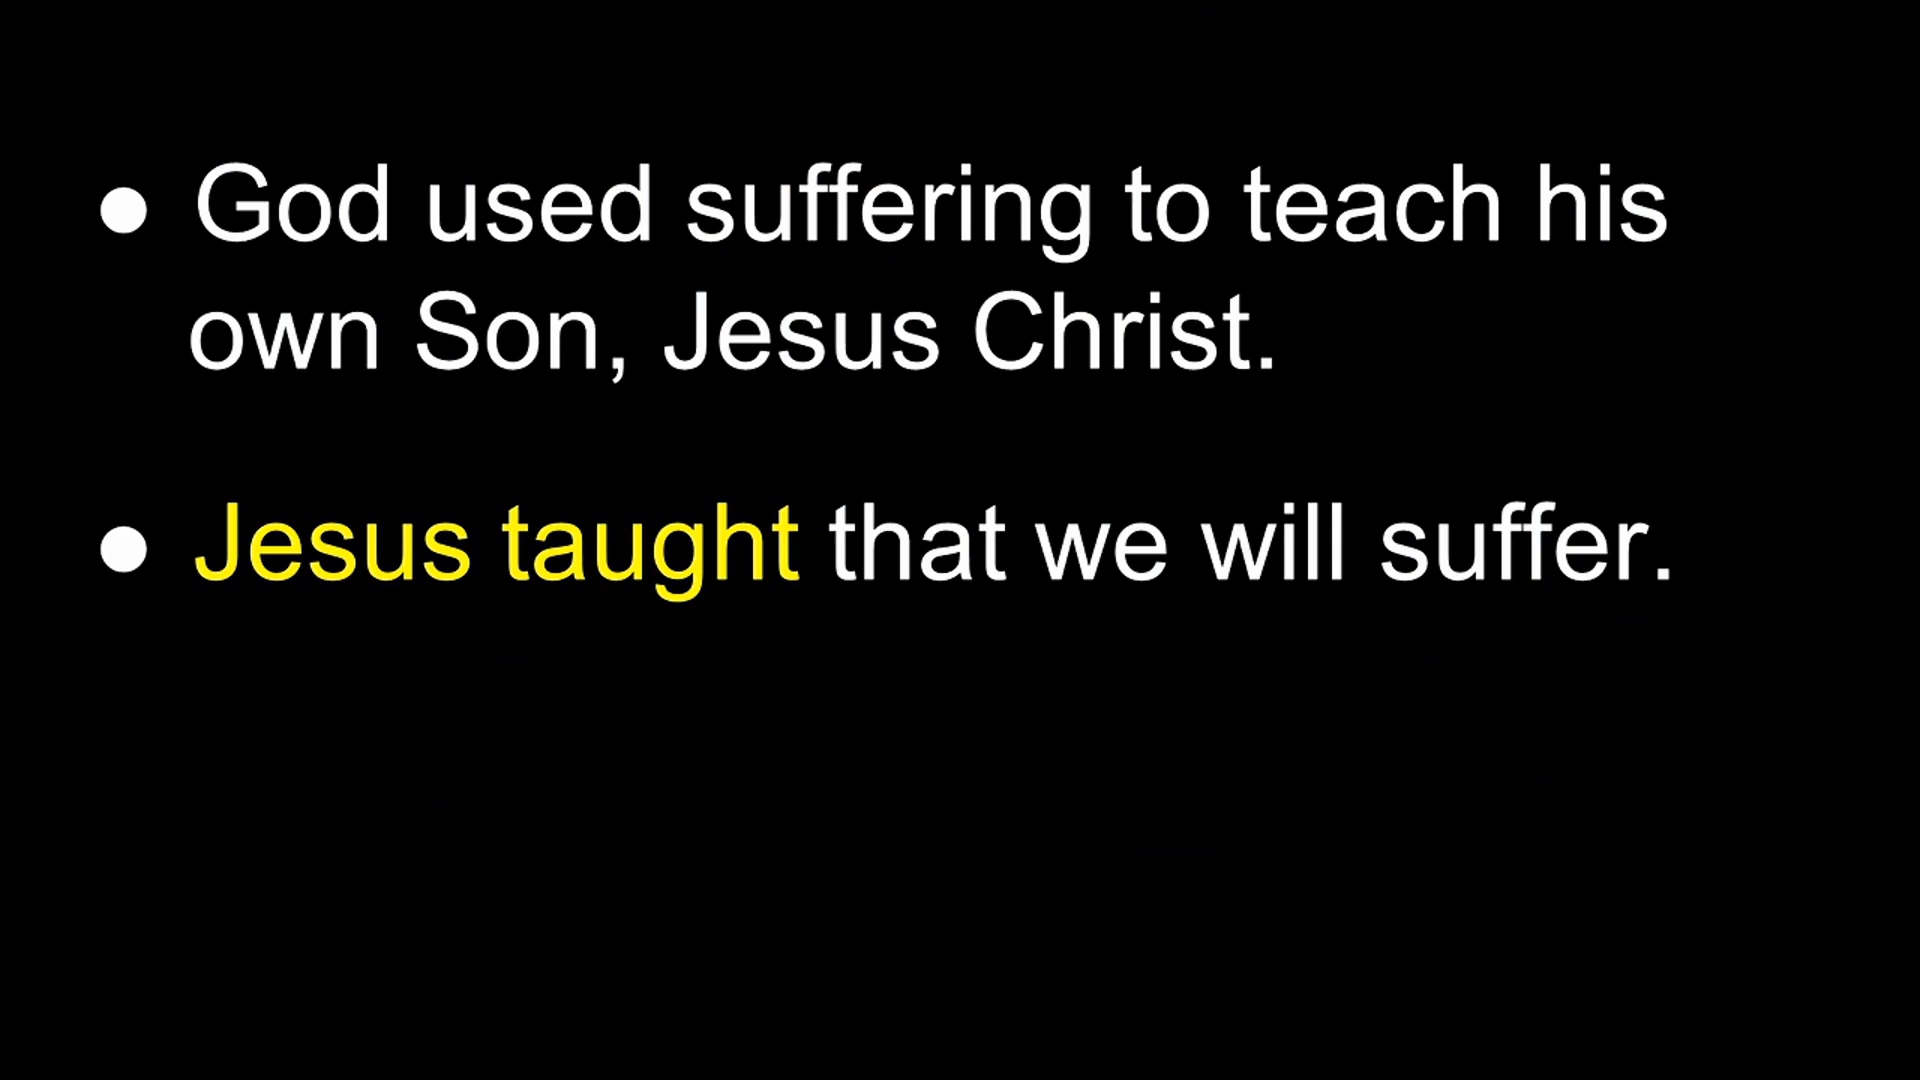 ● God used suffering to teach his
own Son, Jesus Christ.
● Jesus taught that we will suffer.